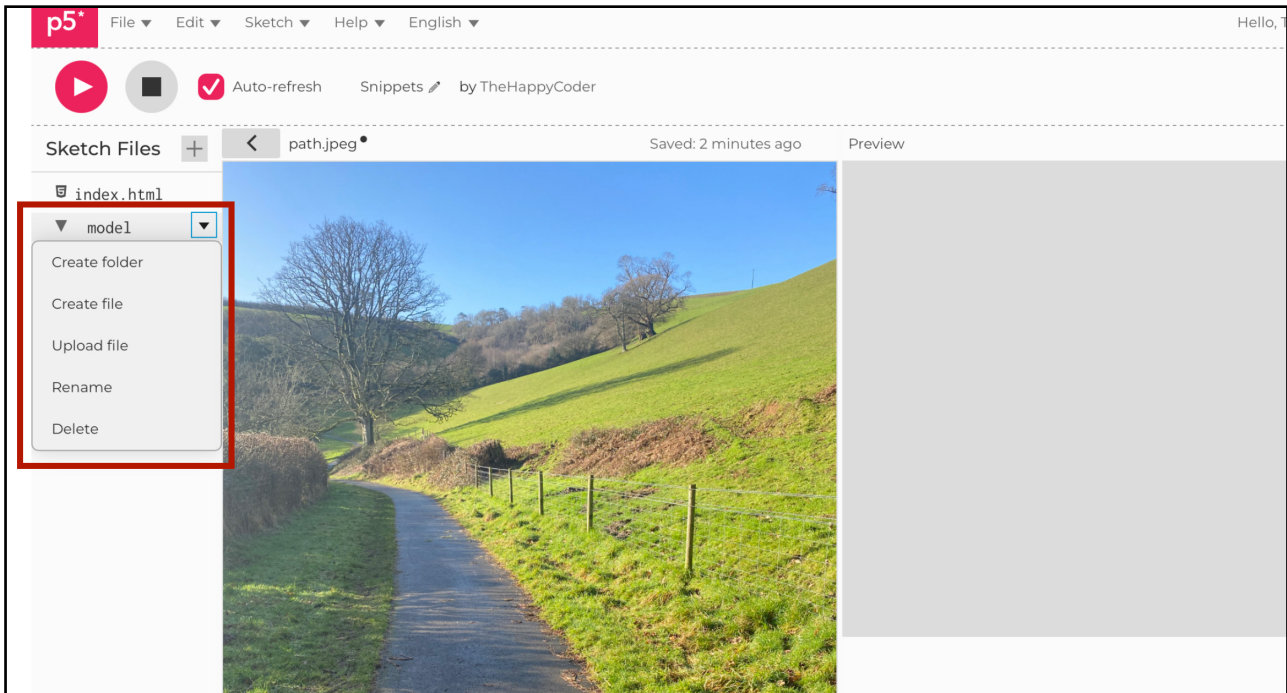 p5* File Edit Sketch Help English Hello,
Auto-refresh Snippets by TheHappyCoder
Sketch Files path.jpeg Saved: 2 minutes ago Preview
index.html
model
Create folder
Create file
Upload file
Rename
Delete